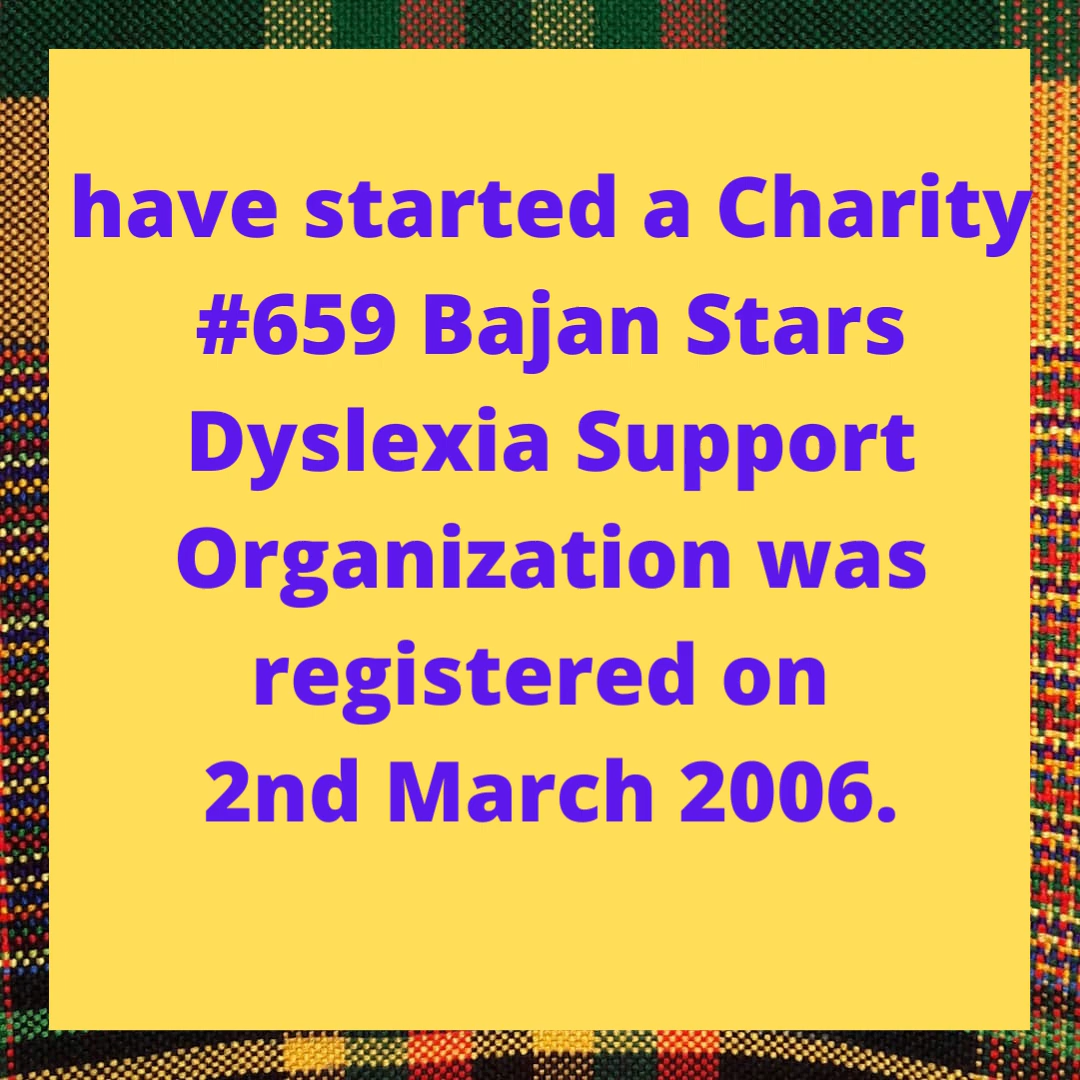 have started a Charity
#659 Bajan Stars
Dyslexia Support
Organization was
registered on
2nd March 2006.